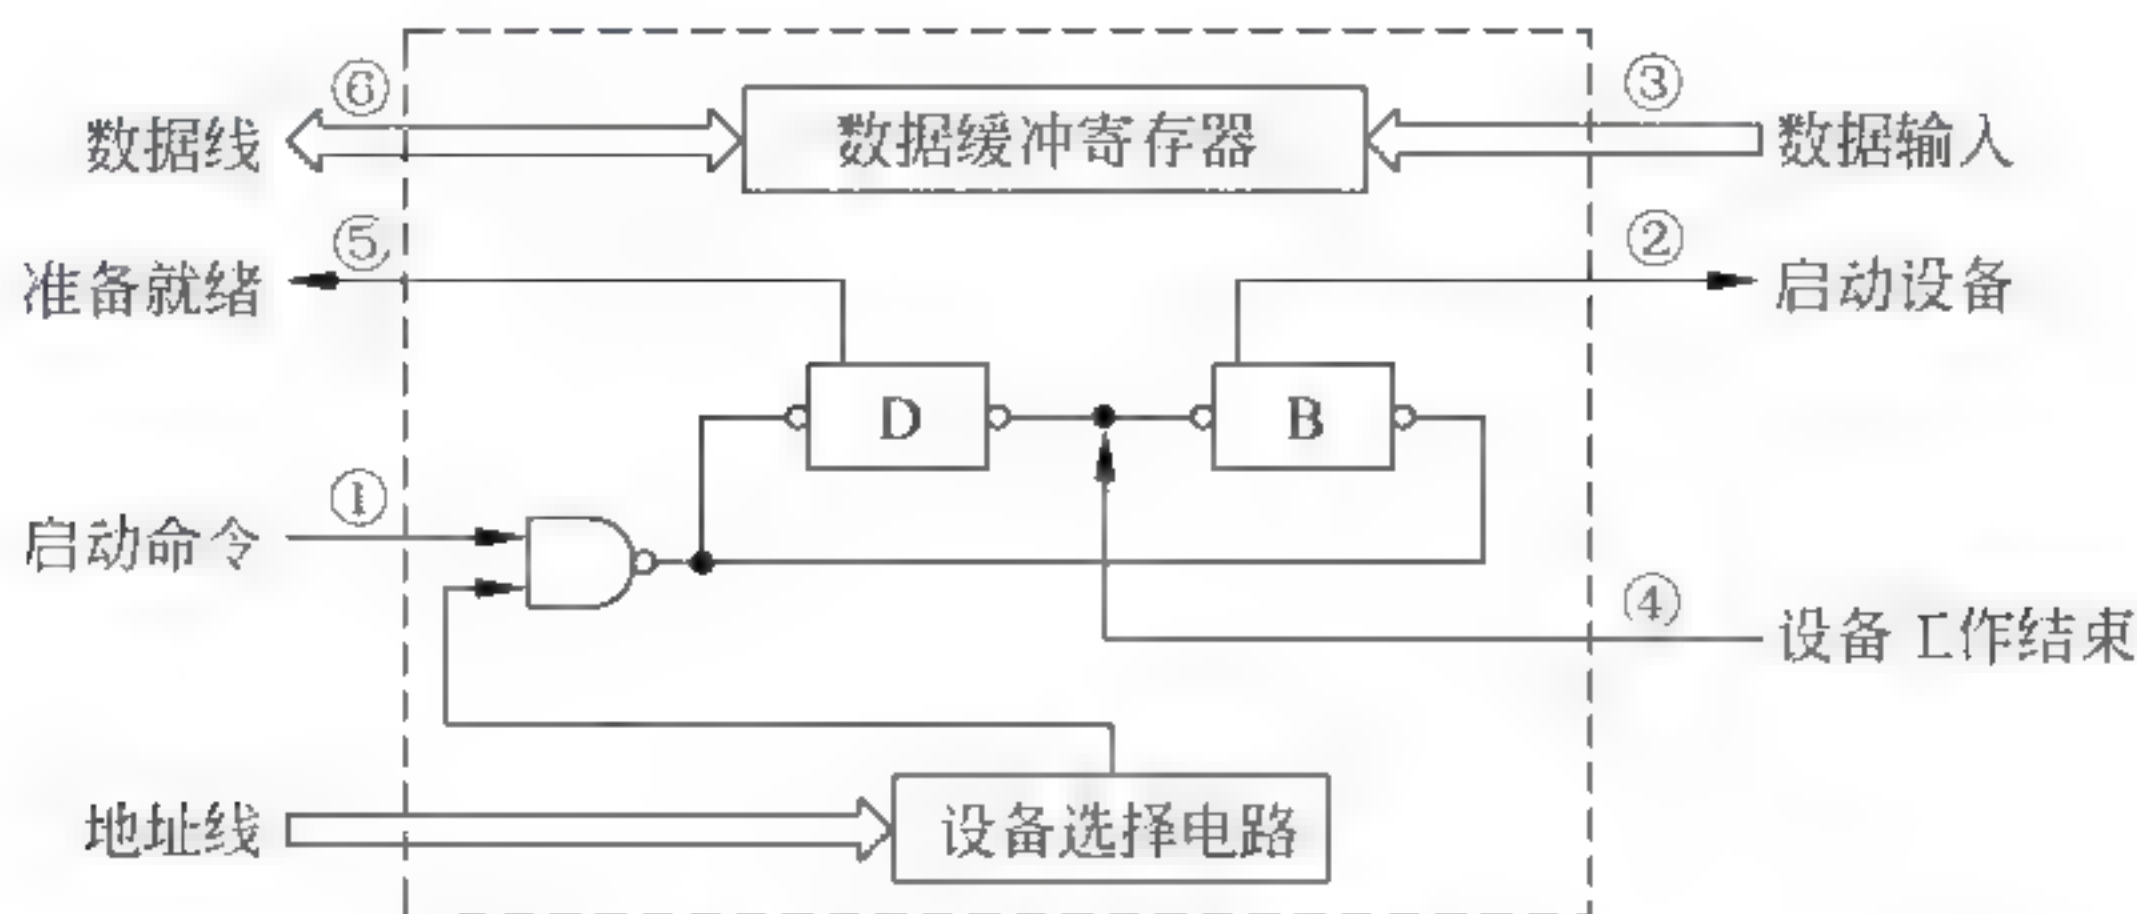 ⑥
③
数据线
数据缓冲寄存器
数据输入
⑤
②
准备就绪
启动设备
D
B
①
启动命令
④
设备工作结束
地址线
设备选择电路